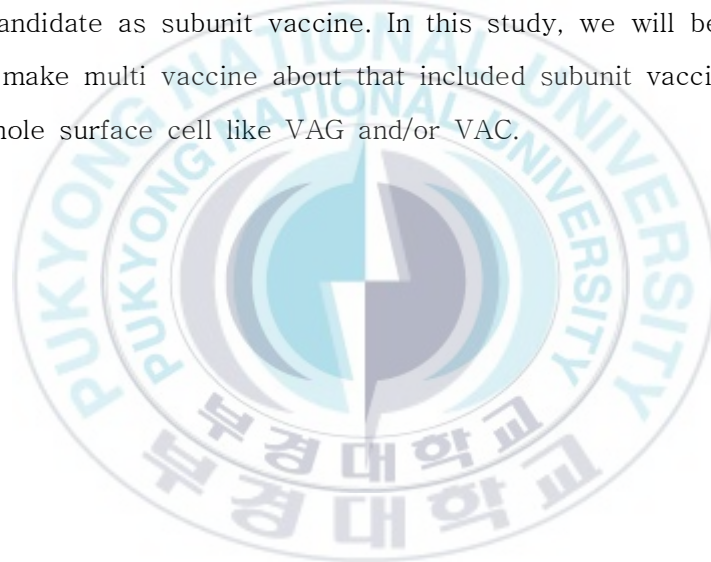 andidate as subunit vaccine. In this study, we will be
make multi vaccine about that included subunit vacci
hole surface cell like VAG and/or VAC.
PUKYONG NATIONAL UNIVERSITY
PUKYONG NATIONAL UNIVERSITY
부경대학교
부경대학교